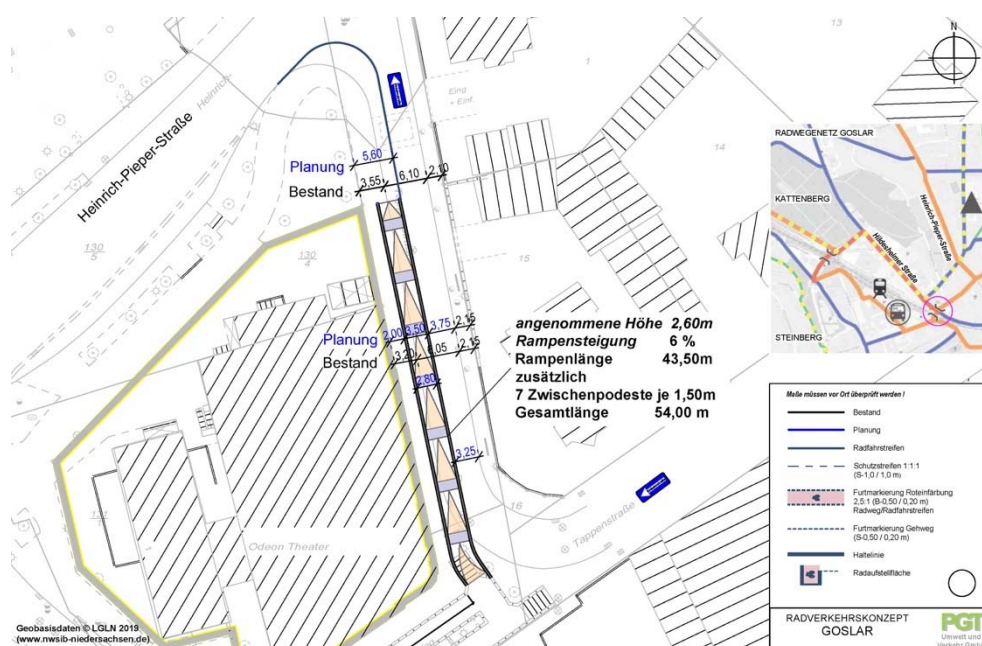 Heinrich-Pieper-Straße
Heinrich-
Eing
+ Einf.
1
13
14
15
16
130
5
130
4
Planung
5,60
Bestand
3,55
6,10
2,10
Planung
2,00
3,50
3,75
2,15
Bestand
3,20
2,15
2,80
3,25
angenommene Höhe 2,60m
Rampensteigung 6 %
Rampenlänge 43,50m
zusätzlich
7 Zwischenpodeste je 1,50m
Gesamtlänge 54,00 m
Odeon Theater
Tappenstraße
Geobasisdaten © LGLN 2019
(www.nwsib-niedersachsen.de)
N
RADWEGENETZ GOSLAR
KATTENBERG
Heinrich-Pieper-Straße
Hildesheimer Straße
STEINBERG
Maße müssen vor Ort überprüft werden !
Bestand
Planung
Radfahrstreifen
Schutzstreifen 1:1:1
(S-1,0 / 1,0 m)
Furtmarkierung Roteinfärbung
2,5:1 (B-0,50 / 0,20 m)
Radweg/Radfahrstreifen
Furtmarkierung Gehweg
(S-0,50 / 0,20 m)
Haltelinie
Radaufstellfläche
RADVERKEHRSKONZEPT
GOSLAR
PGT
Umwelt und
Verkehr GmbH